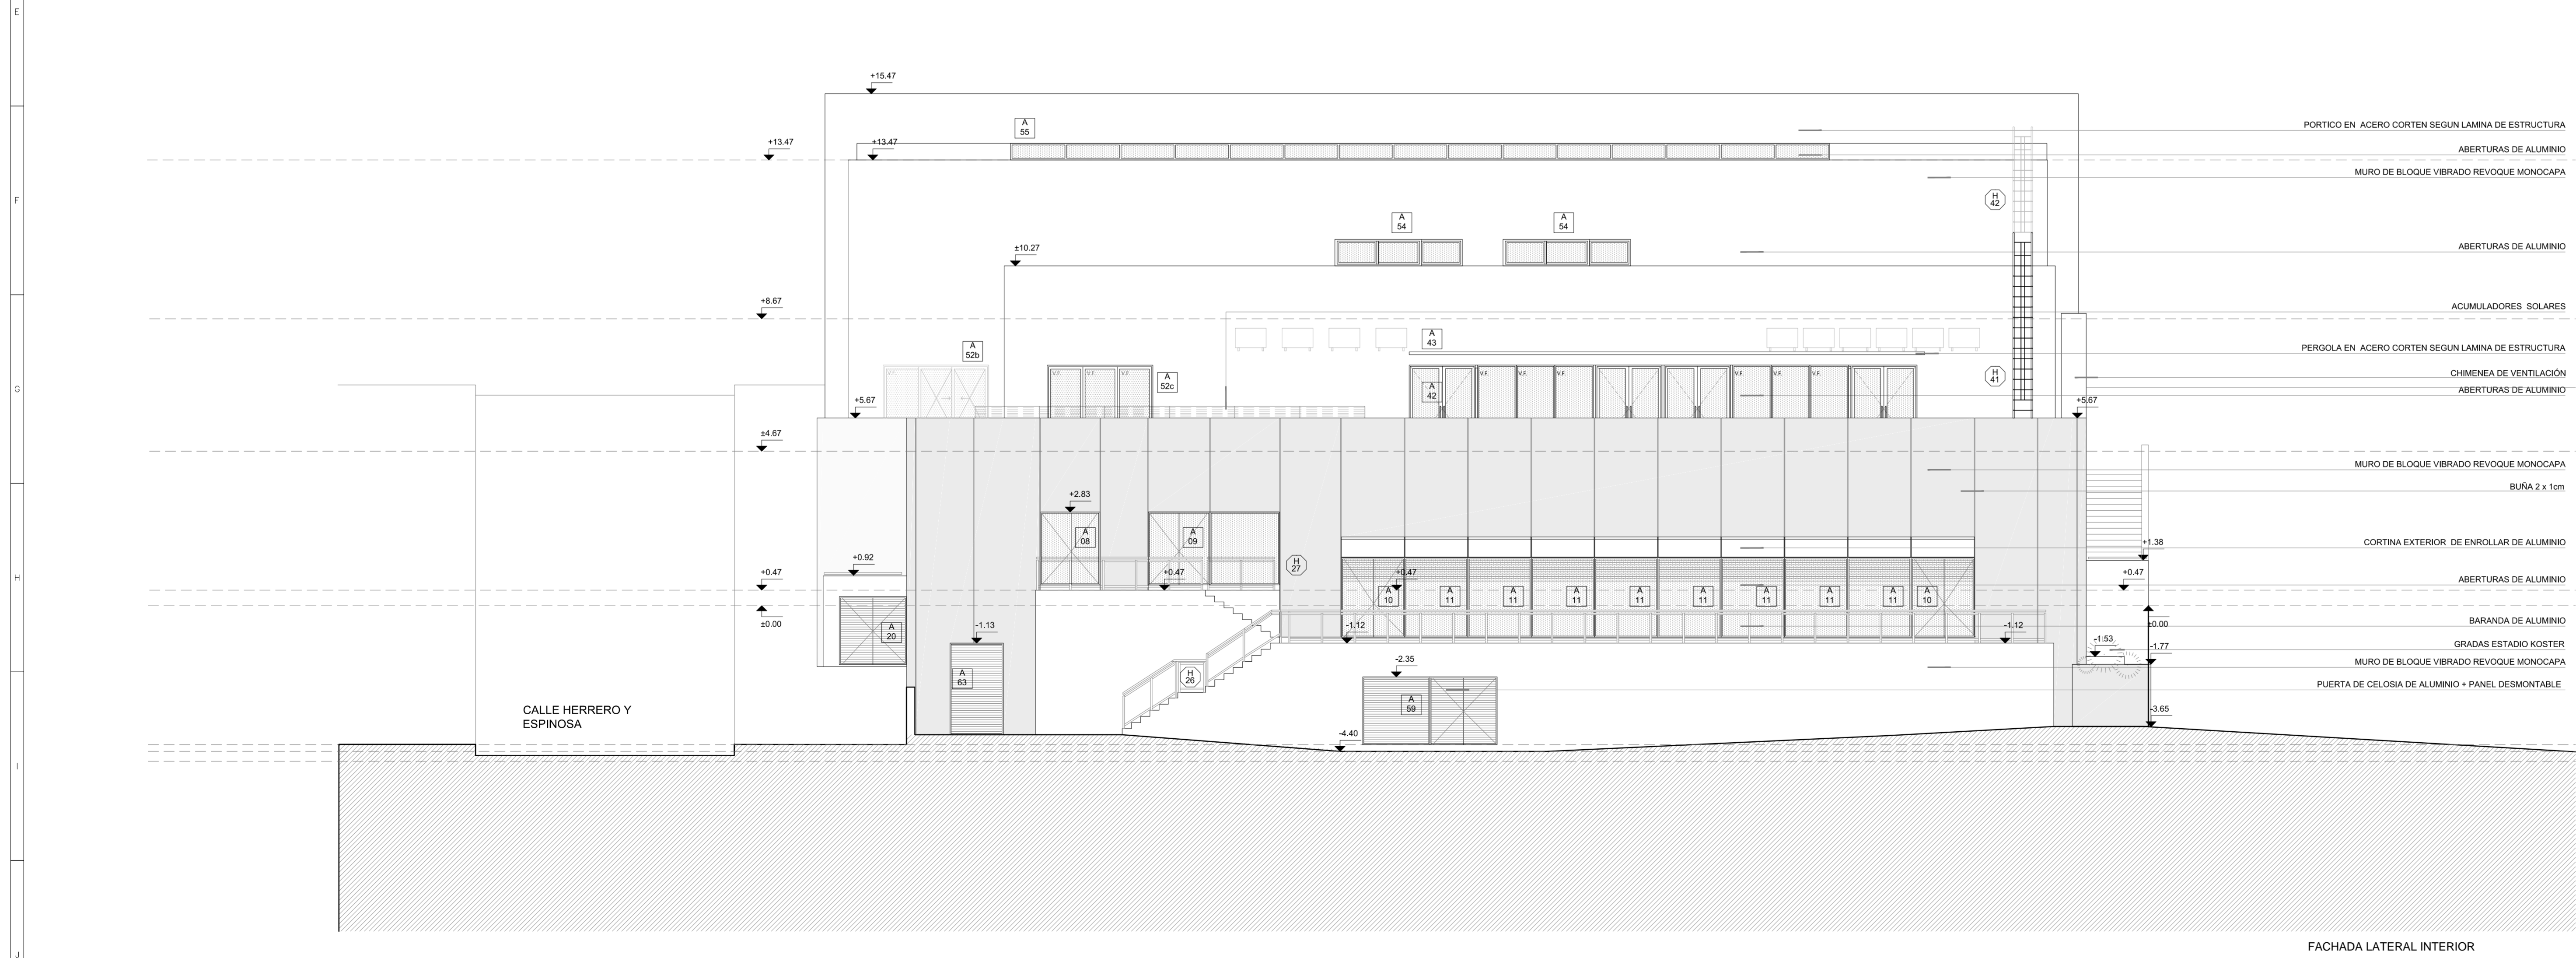 E
F
G
H
I
J
+15.47
PORTICO EN ACERO CORTEN SEGUN LAMINA DE ESTRUCTURA
A
55
+13.47
+13.47
ABERTURAS DE ALUMINIO
MURO DE BLOQUE VIBRADO REVOQUE MONOCAPA
H
42
A
54
A
54
±10.27
ABERTURAS DE ALUMINIO
+8.67
ACUMULADORES SOLARES
A
43
A
52b
PERGOLA EN ACERO CORTEN SEGUN LAMINA DE ESTRUCTURA
V.F.
V.F.
V.F.
V.F.
A
52c
V.F.
V.F.
V.F.
V.F.
V.F.
V.F.
H
41
CHIMENEA DE VENTILACIÓN
A
42
ABERTURAS DE ALUMINIO
+5.67
+5.67
±4.67
MURO DE BLOQUE VIBRADO REVOQUE MONOCAPA
BUÑA 2 x 1cm
+2.83
A
08
A
09
+1.38
CORTINA EXTERIOR DE ENROLLAR DE ALUMINIO
+0.92
H
27
+0.47
+0.47
+0.47
+0.47
ABERTURAS DE ALUMINIO
A
10
A
11
A
11
A
11
A
11
A
11
A
11
A
11
A
11
A
10
±0.00
±0.00
BARANDA DE ALUMINIO
A
20
-1.13
-1.12
-1.12
-1.53
GRADAS ESTADIO KOSTER
-1.77
-2.35
MURO DE BLOQUE VIBRADO REVOQUE MONOCAPA
A
63
H
26
PUERTA DE CELOSIA DE ALUMINIO + PANEL DESMONTABLE
A
59
CALLE HERRERO Y
ESPINOSA
-3.65
-4.40
FACHADA LATERAL INTERIOR